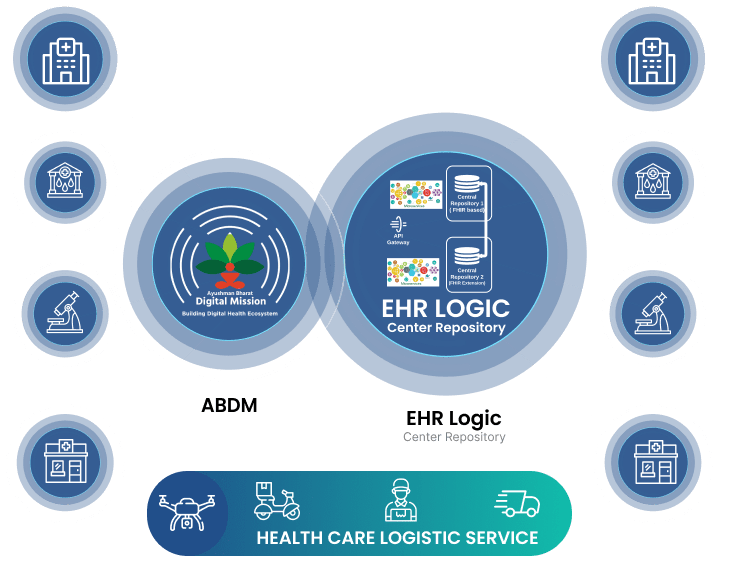 Ayushman Bharat
Digital Mission
Building Digital Health Ecosystem
Central
Repository 1
( FHIR based)
API
Gateway
Central
Repository 2
(FHIR Extension)
EHR LOGIC
Center Repository
ABDM
EHR Logic
Center Repository
HEALTH CARE LOGISTIC SERVICE